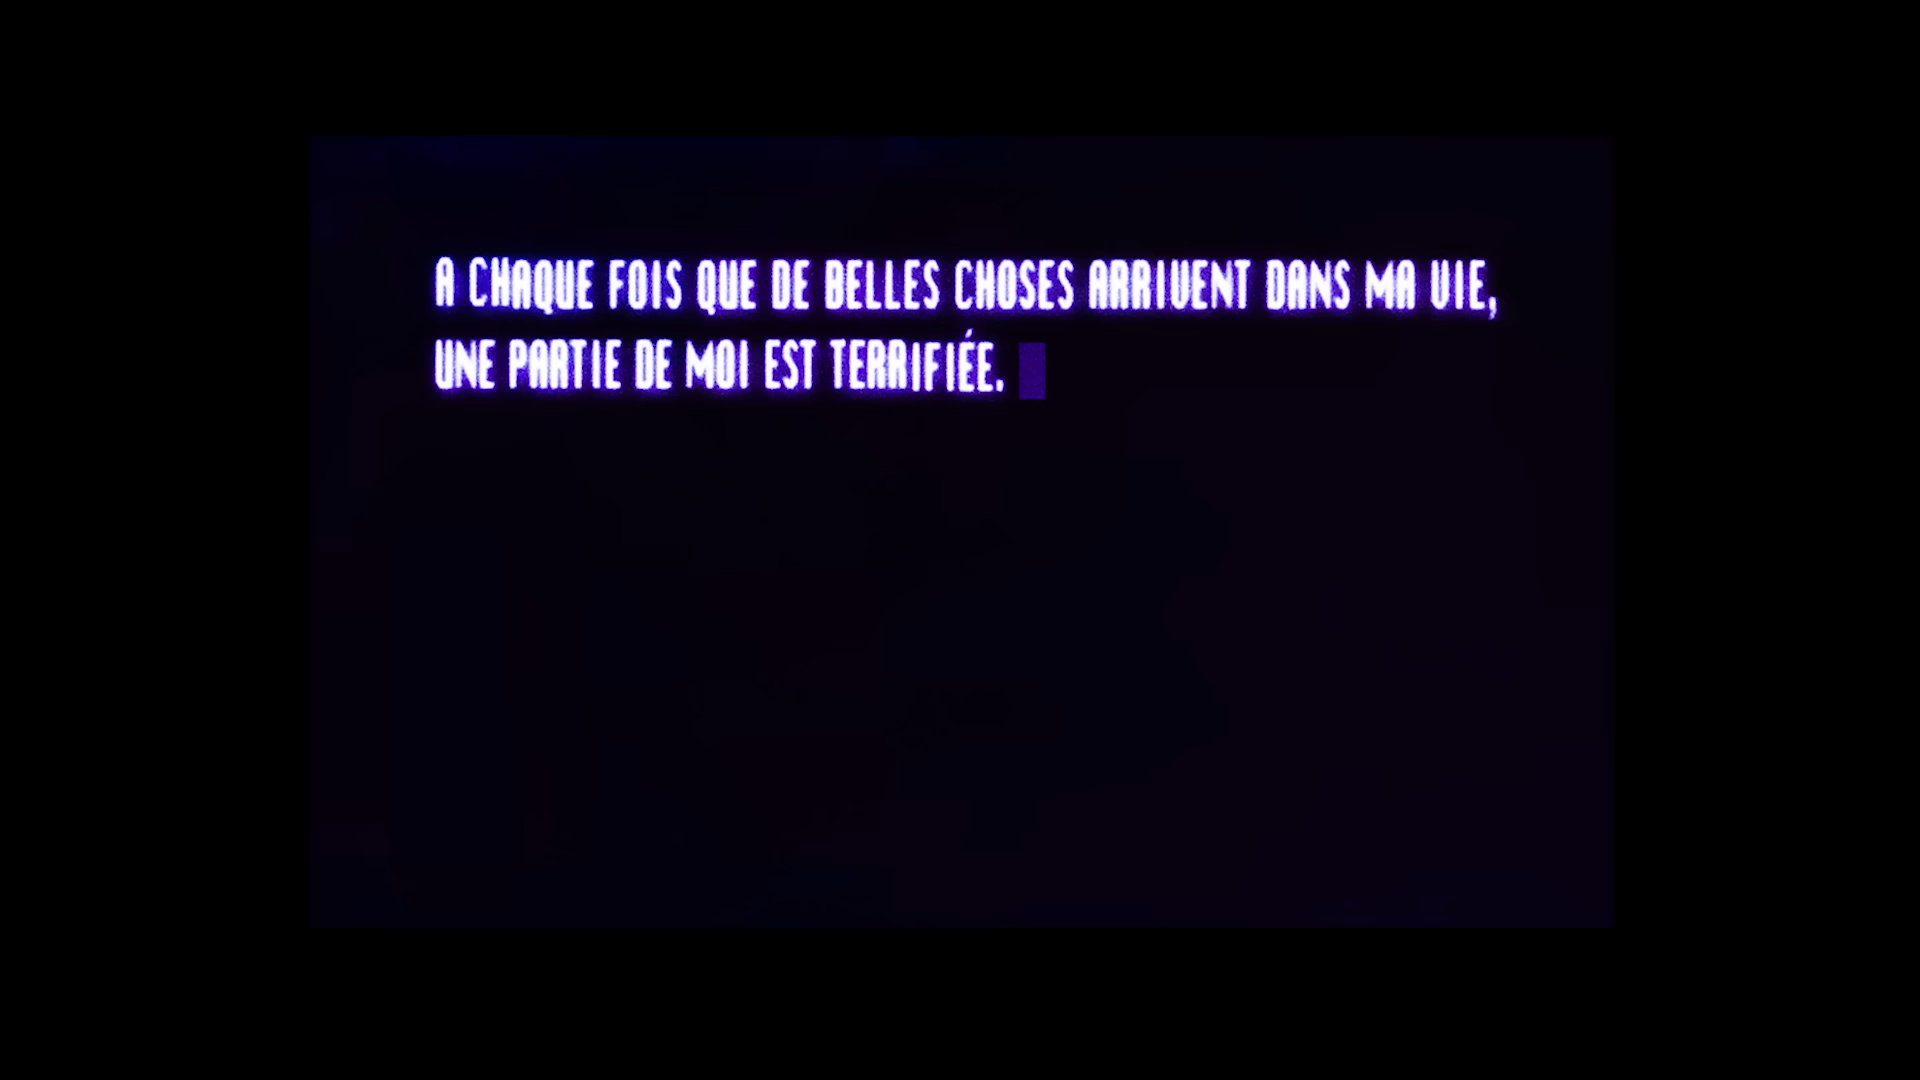 A CHAQUE FOIS QUE DE BELLES CHOSES ARRIVENT DANS MA VIE,
UNE PARTIE DE MOI EST TERRIFIÉE.